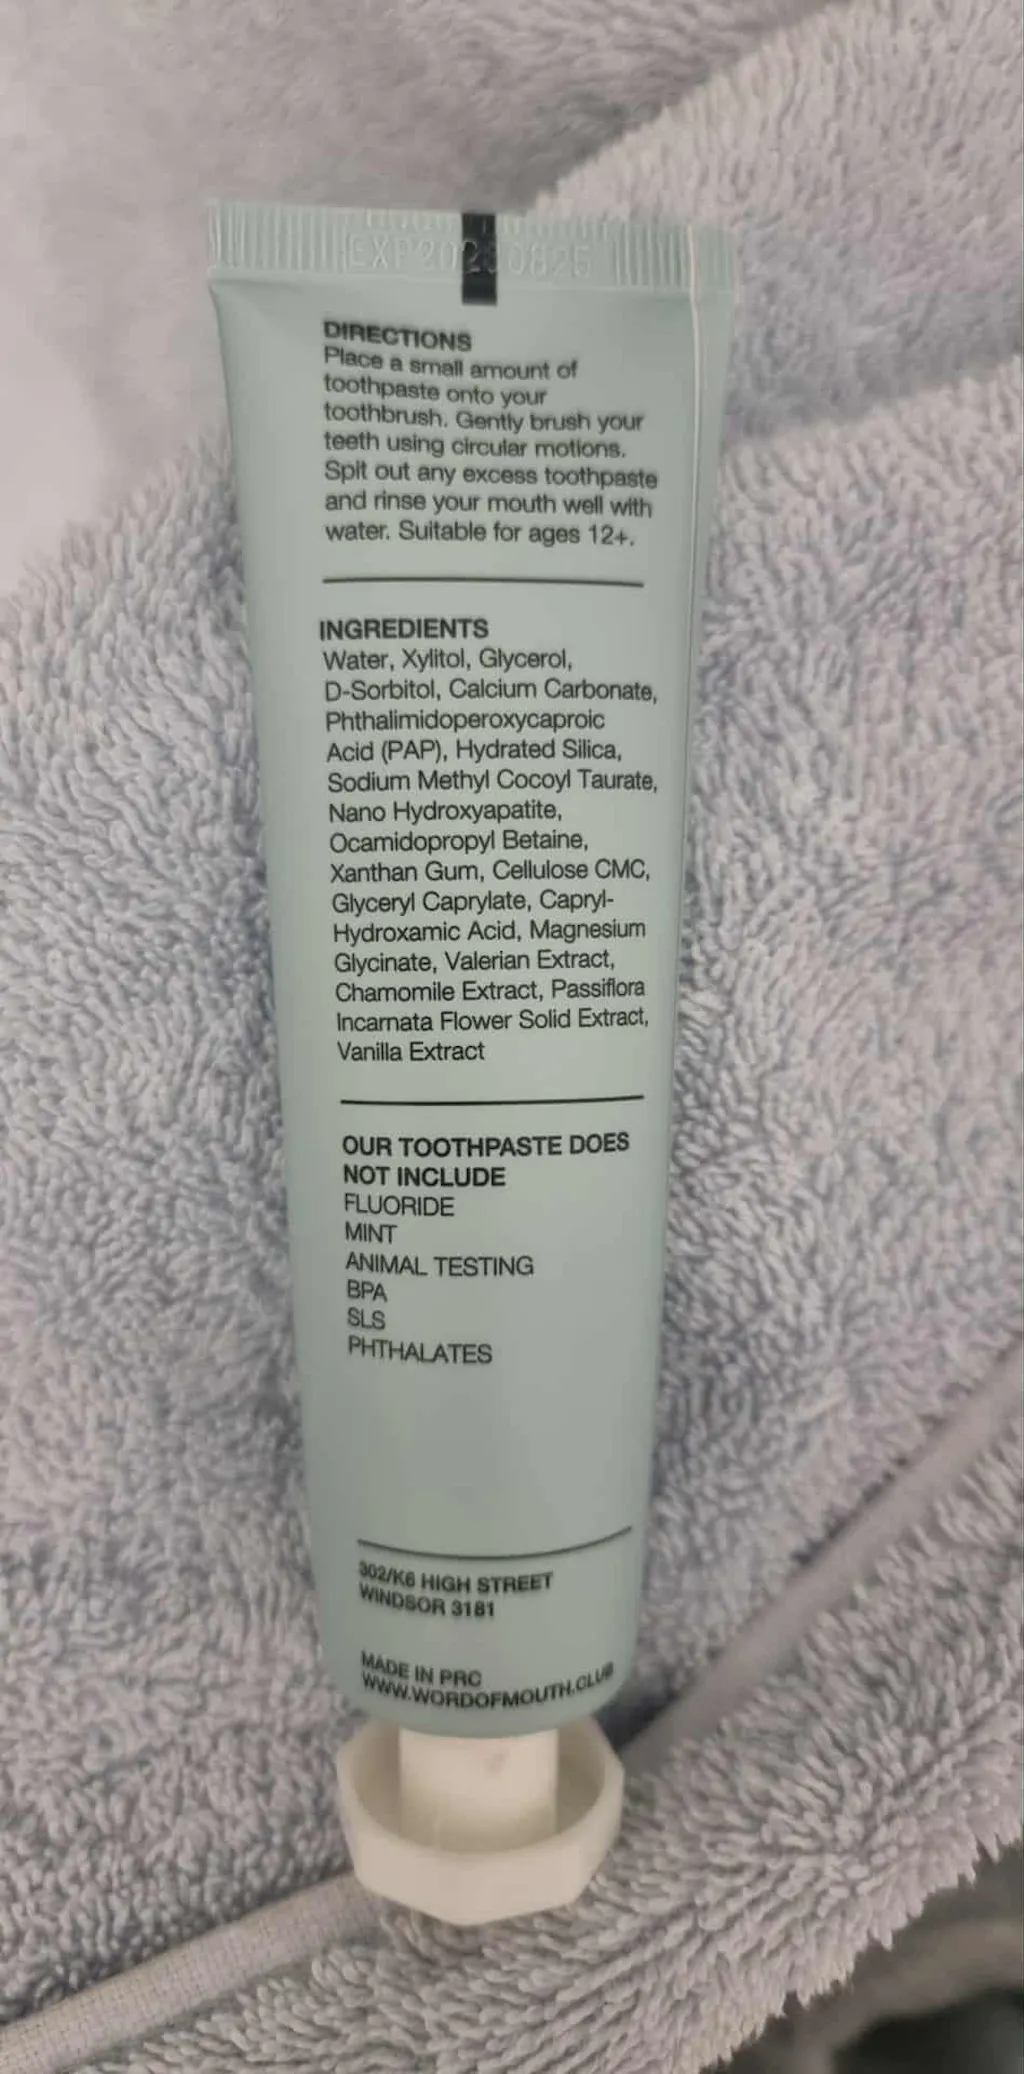 DIRECTIONS
Place a small amount of
toothpaste onto your
toothbrush. Gently brush your
teeth using circular motions.
Spit out any excess toothpaste
and rinse your mouth well with
water. Suitable for ages 12+.
INGREDIENTS
Water, Xylitol, Glycerol,
D-Sorbitol, Calcium Carbonate,
Phthalimidoperoxycaproic
Acid (PAP), Hydrated Silica,
Sodium Methyl Cocoyl Taurate,
Nano Hydroxyapatite,
Ocamidopropyl Betaine,
Xanthan Gum, Cellulose CMC,
Glyceryl Caprylate, Capryl-
Hydroxamic Acid, Magnesium
Glycinate, Valerian Extract,
Chamomile Extract, Passiflora
Incarnata Flower Solid Extract,
Vanilla Extract
OUR TOOTHPASTE DOES
NOT INCLUDE
FLUORIDE
MINT
ANIMAL TESTING
BPA
SLS
PHTHALATES
302/K6 HIGH STREET
WINDSOR 3181
MADE IN PRC
WWW.WORDOFMOUTH.CLUB